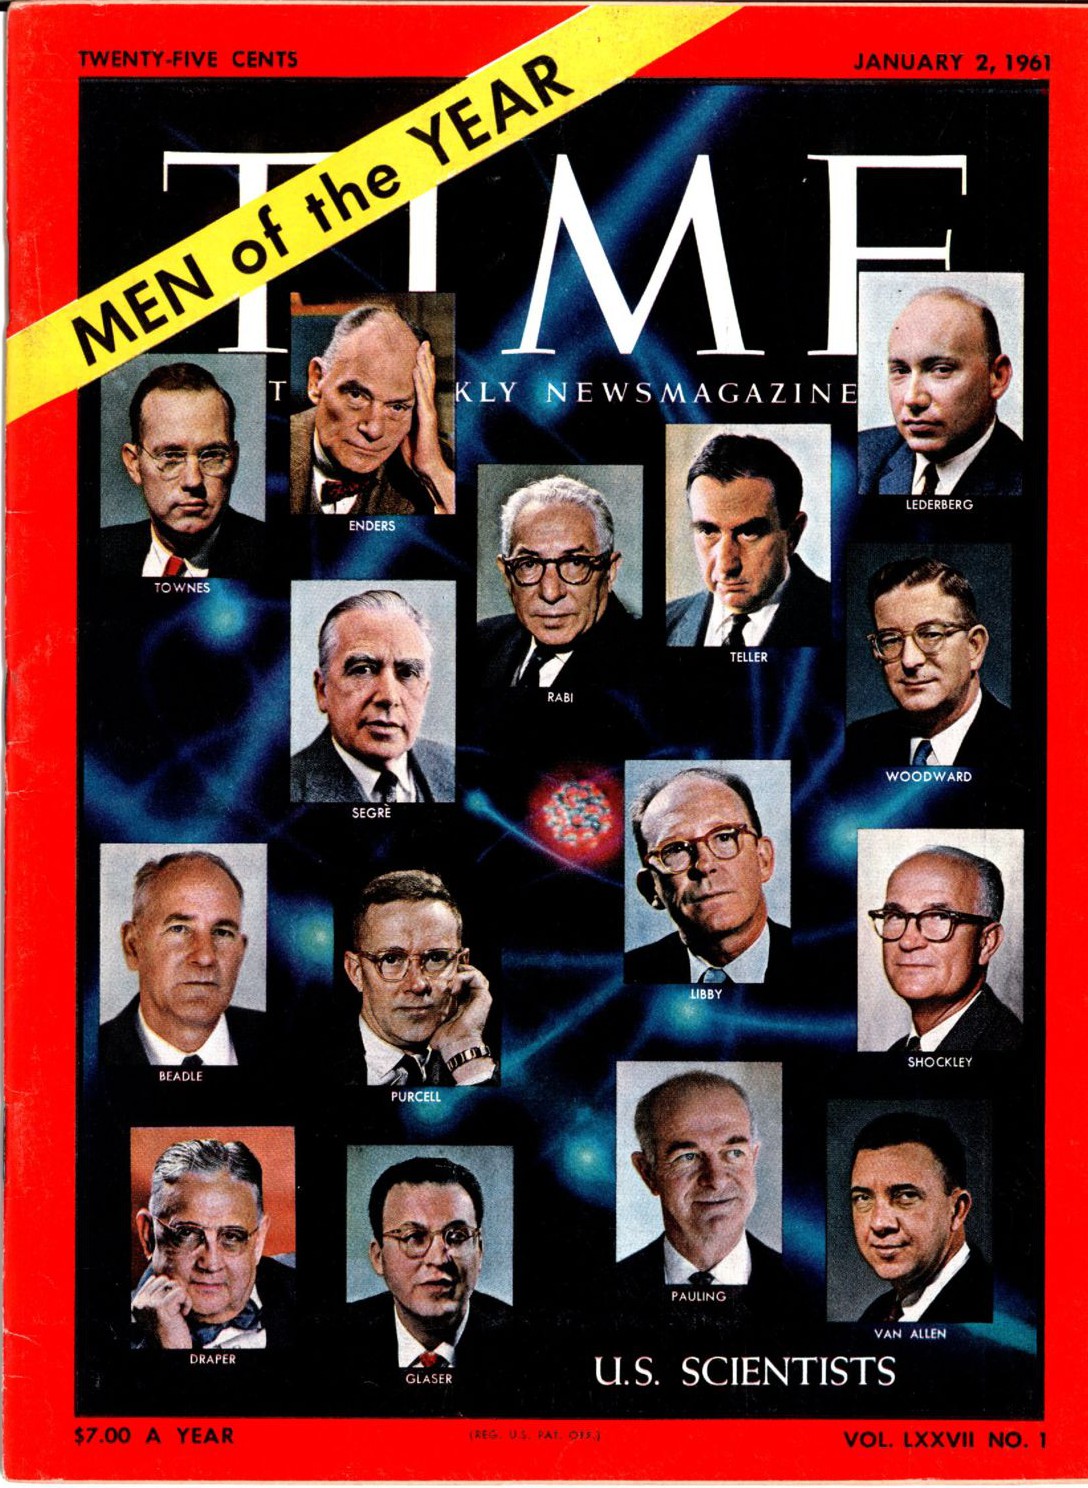 TWENTY-FIVE CENTS
JANUARY 2, 1961
MEN of the YEAR
TIME
T KLY NEWSMAGAZINE
ENDERS
LEDERBERG
TOWNES
TELLER
RABI
WOODWARD
SEGRÈ
LIBBY
SHOCKLEY
BEADLE
PURCELL
PAULING
VAN ALLEN
DRAPER
GLASER
U.S. SCIENTISTS
$7.00 A YEAR
(REG. U.S. PAT. OFF.)
VOL. LXXVII NO. 1